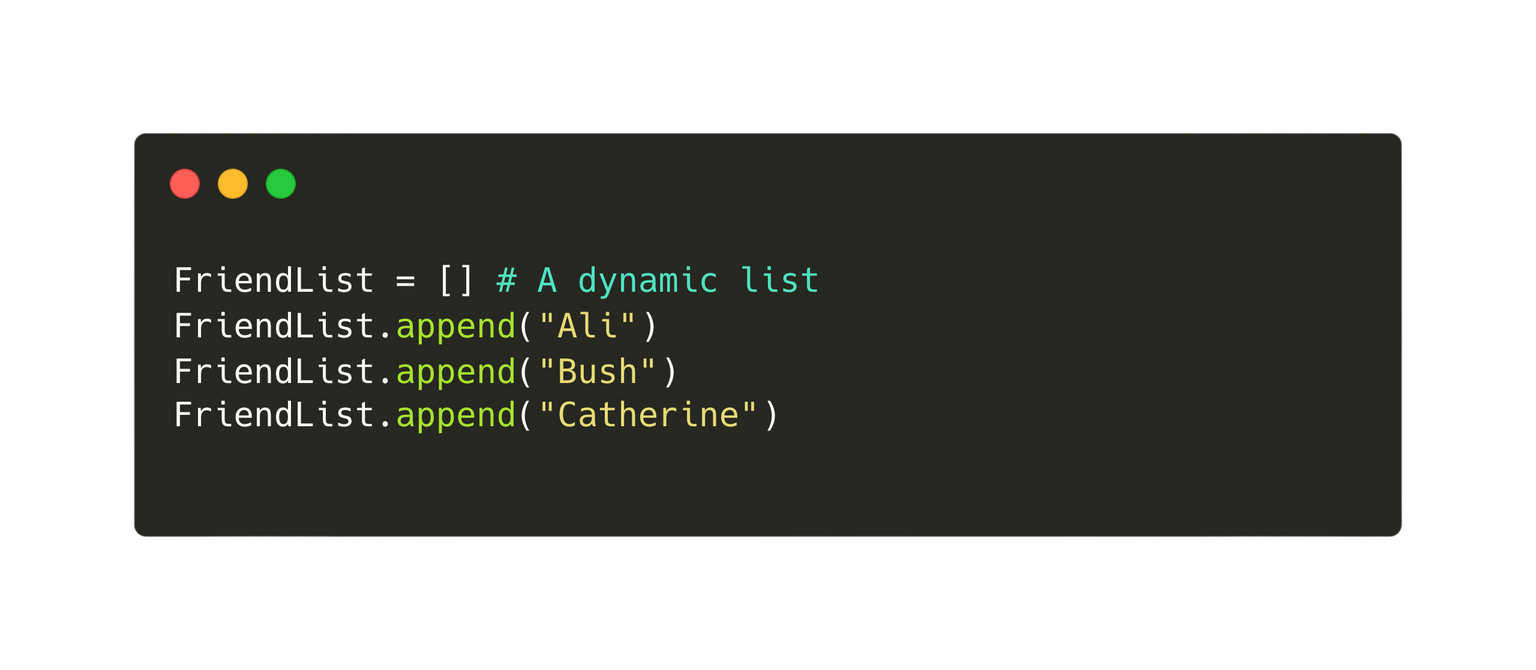 FriendList = [] # A dynamic list
FriendList.append("Ali")
FriendList.append("Bush")
FriendList.append("Catherine")